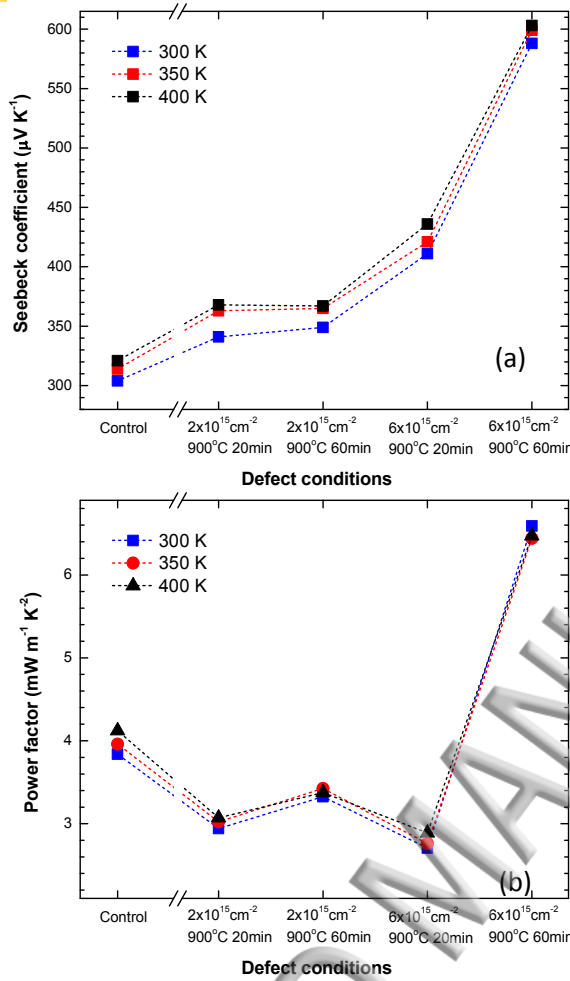 600
550
500
450
400
350
300
Seebeck coefficient (μV K⁻¹)
300 K
350 K
400 K
(a)
Control
2x10¹⁵cm⁻²
900°C 20min
2x10¹⁵cm⁻²
900°C 60min
6x10¹⁵cm⁻²
900°C 20min
6x10¹⁵cm⁻²
900°C 60min
Defect conditions
6
5
4
3
Power factor (mW m⁻¹ K⁻²)
300 K
350 K
400 K
(b)
Control
2x10¹⁵cm⁻²
900°C 20min
2x10¹⁵cm⁻²
900°C 60min
6x10¹⁵cm⁻²
900°C 20min
6x10¹⁵cm⁻²
900°C 60min
Defect conditions